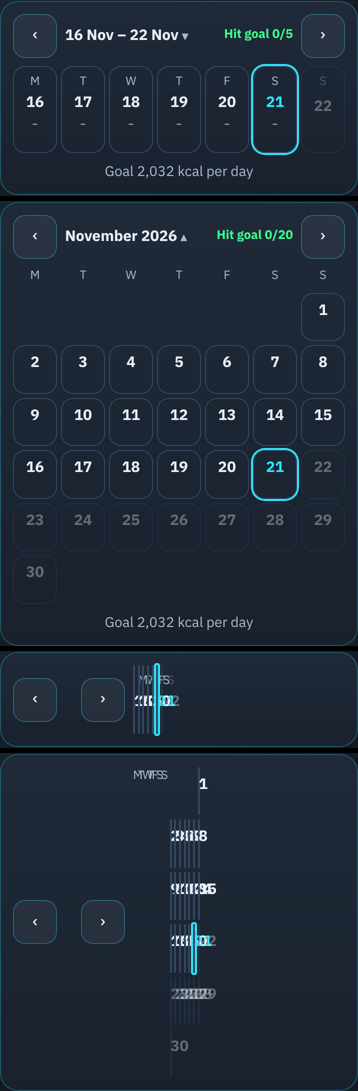 ‹ 16 Nov – 22 Nov ▾ Hit goal 0/5 ›
M T W T F S S
16 17 18 19 20 21 22
- - - - - -
Goal 2,032 kcal per day
‹ November 2026 ▴ Hit goal 0/20 ›
M T W T F S S
1
2 3 4 5 6 7 8
9 10 11 12 13 14 15
16 17 18 19 20 21 22
23 24 25 26 27 28 29
30
Goal 2,032 kcal per day
‹ ›
‹ ›
1
8
15
30